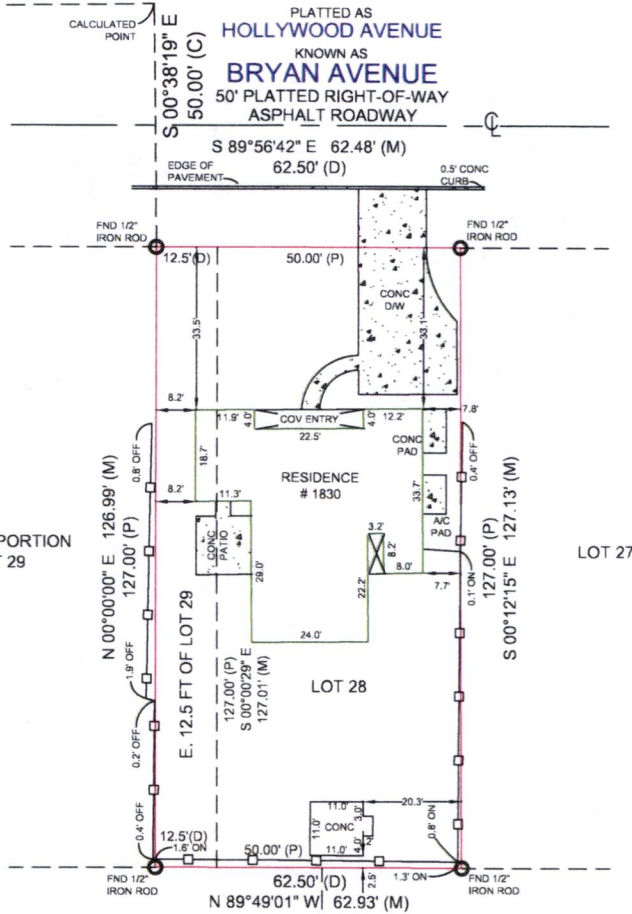 PLATTED AS
HOLLYWOOD AVENUE
KNOWN AS
BRYAN AVENUE
50' PLATTED RIGHT-OF-WAY
ASPHALT ROADWAY
CALCULATED
POINT
S 00°38'19" E
50.00' (C)
CL
S 89°56'42" E 62.48' (M)
62.50' (D)
EDGE OF
PAVEMENT
0.5' CONC
CURB
FND 1/2"
IRON ROD
FND 1/2"
IRON ROD
12.5'(D)
50.00' (P)
33.5'
CONC
D/W
33.1'
8.2'
11.9'
4.0'
COV ENTRY
4.0'
12.2'
7.8'
22.5'
0.8' OFF
18.7'
RESIDENCE
# 1830
CONC
PAD
0.4' OFF
33.7'
8.2'
11.3'
A/C
PAD
CONC
PATIO
3.2'
8.2'
8.0'
0.1' ON
7.7'
29.0'
22.2'
24.0'
N 00°00'00" E 126.99' (M)
127.00' (P)
PORTION
29
S 00°12'15" E 127.13' (M)
127.00' (P)
LOT 27
E. 12.5 FT OF LOT 29
127.00' (P)
S 00°00'29" E
127.01' (M)
LOT 28
1.9' OFF
0.2' OFF
0.4' OFF
11.0'
3.0'
20.3'
11.0'
CONC
4.0'
11.0'
0.8' ON
12.5'(D)
1.6' ON
50.00' (P)
2.5'
1.3' ON
FND 1/2"
IRON ROD
FND 1/2"
IRON ROD
62.50' (D)
N 89°49'01" W 62.93' (M)